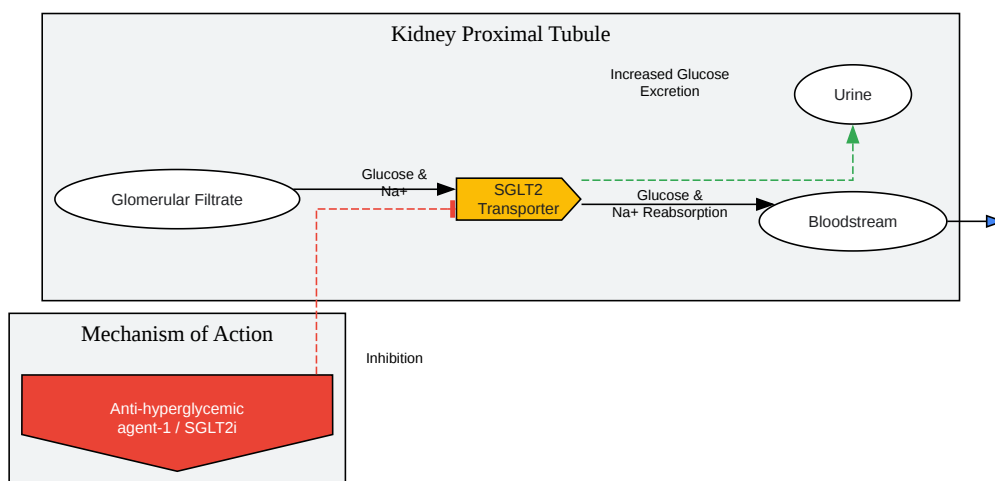 Kidney Proximal Tubule
Increased Glucose
Excretion
Urine
Glucose &
Na+
Glomerular Filtrate
SGLT2
Transporter
Glucose &
Na+ Reabsorption
Bloodstream
Mechanism of Action
Inhibition
Anti-hyperglycemic
agent-1 / SGLT2i